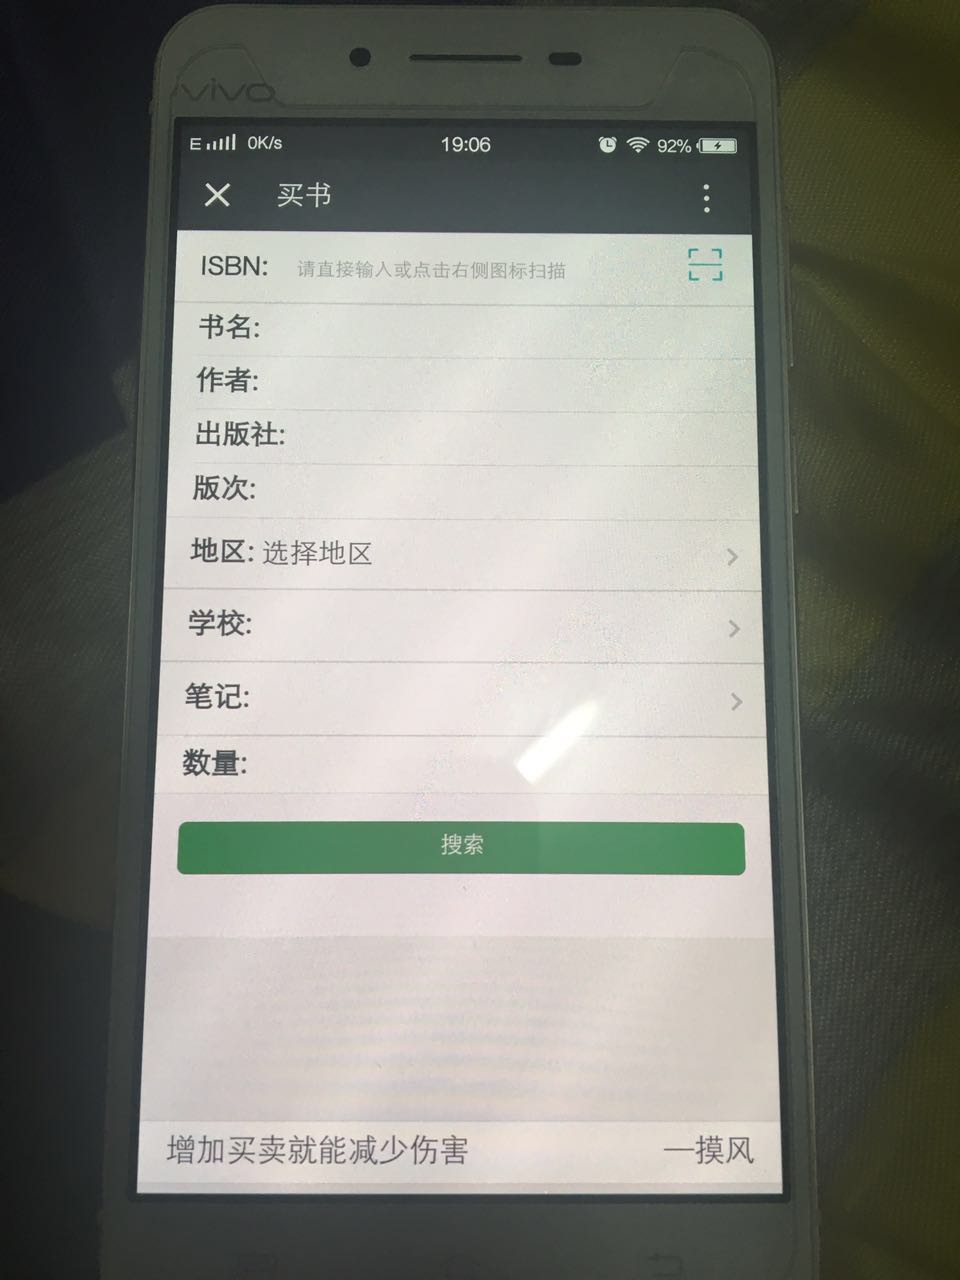 vivo
E 0K/s 19:06 92%
买书
ISBN: 请直接输入或点击右侧图标扫描
书名:
作者:
出版社:
版次:
地区: 选择地区
学校:
笔记:
数量:
搜索
增加买卖就能减少伤害 —摸风